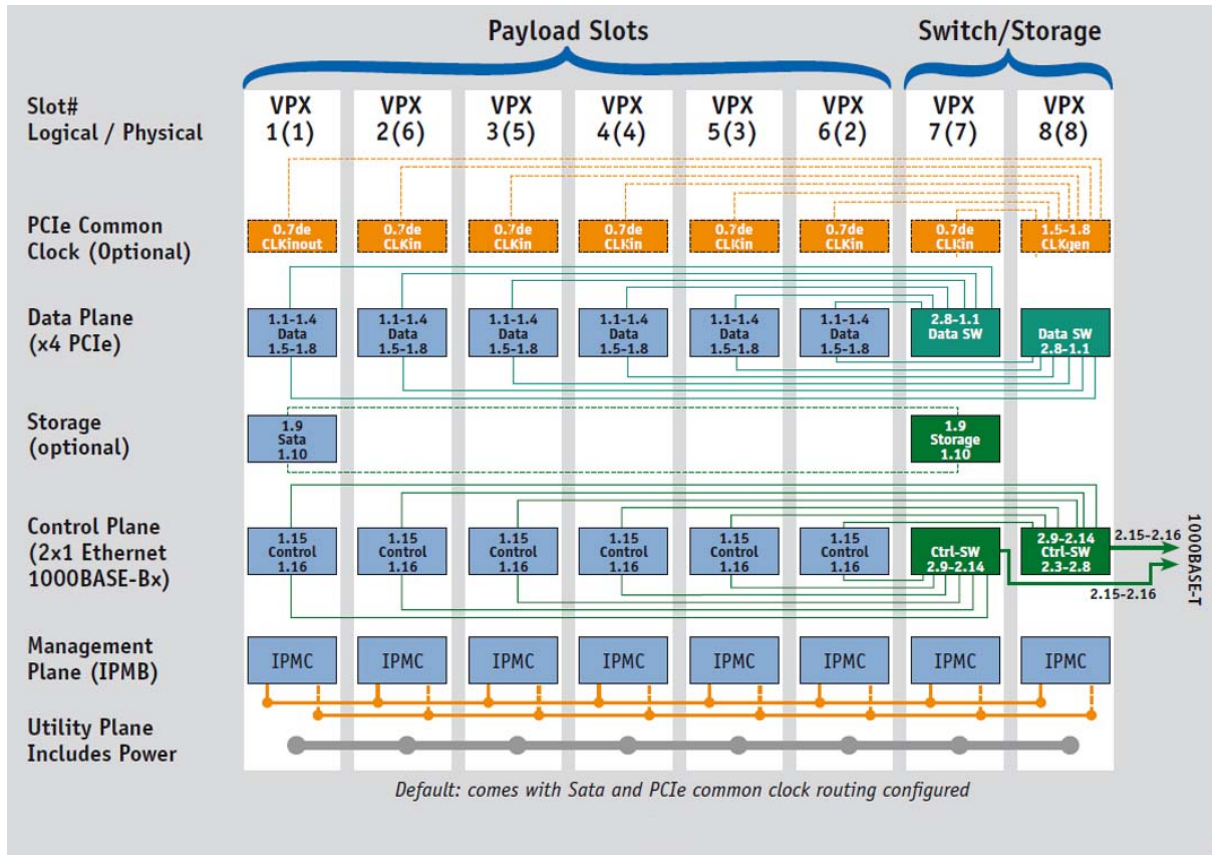 Payload Slots
Switch/Storage
Slot#
Logical / Physical
VPX
1(1)
VPX
2(6)
VPX
3(5)
VPX
4(4)
VPX
5(3)
VPX
6(2)
VPX
7(7)
VPX
8(8)
PCIe Common
Clock (Optional)
0.7de
CLKinout
0.7de
CLKin
0.7de
CLKin
0.7de
CLKin
0.7de
CLKin
0.7de
CLKin
0.7de
CLKin
1.5-1.8
CLKgen
Data Plane
(x4 PCIe)
1.1-1.4
Data
1.5-1.8
1.1-1.4
Data
1.5-1.8
1.1-1.4
Data
1.5-1.8
1.1-1.4
Data
1.5-1.8
1.1-1.4
Data
1.5-1.8
1.1-1.4
Data
1.5-1.8
2.8-1.1
Data SW
Data SW
2.8-1.1
Storage
(optional)
1.9
Sata
1.10
1.9
Storage
1.10
Control Plane
(2x1 Ethernet
1000BASE-Bx)
1.15
Control
1.16
1.15
Control
1.16
1.15
Control
1.16
1.15
Control
1.16
1.15
Control
1.16
1.15
Control
1.16
Ctrl-SW
2.9-2.14
2.9-2.14
Ctrl-SW
2.3-2.8
2.15-2.16
2.15-2.16
1000BASE-T
Management
Plane (IPMB)
IPMC
IPMC
IPMC
IPMC
IPMC
IPMC
IPMC
IPMC
Utility Plane
Includes Power
Default: comes with Sata and PCIe common clock routing configured